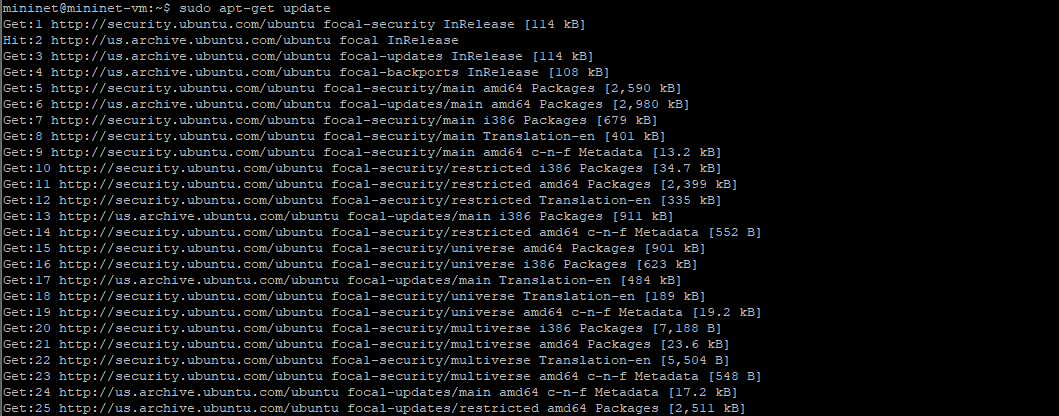 mininet@mininet-vm:~$ sudo apt-get update
Get:1 http://security.ubuntu.com/ubuntu focal-security InRelease [114 kB]
Hit:2 http://us.archive.ubuntu.com/ubuntu focal InRelease
Get:3 http://us.archive.ubuntu.com/ubuntu focal-updates InRelease [114 kB]
Get:4 http://us.archive.ubuntu.com/ubuntu focal-backports InRelease [108 kB]
Get:5 http://security.ubuntu.com/ubuntu focal-security/main amd64 Packages [2,590 kB]
Get:6 http://us.archive.ubuntu.com/ubuntu focal-updates/main amd64 Packages [2,980 kB]
Get:7 http://security.ubuntu.com/ubuntu focal-security/main i386 Packages [679 kB]
Get:8 http://security.ubuntu.com/ubuntu focal-security/main Translation-en [401 kB]
Get:9 http://security.ubuntu.com/ubuntu focal-security/main amd64 c-n-f Metadata [13.2 kB]
Get:10 http://security.ubuntu.com/ubuntu focal-security/restricted i386 Packages [34.7 kB]
Get:11 http://security.ubuntu.com/ubuntu focal-security/restricted amd64 Packages [2,399 kB]
Get:12 http://security.ubuntu.com/ubuntu focal-security/restricted Translation-en [335 kB]
Get:13 http://us.archive.ubuntu.com/ubuntu focal-updates/main i386 Packages [911 kB]
Get:14 http://security.ubuntu.com/ubuntu focal-security/restricted amd64 c-n-f Metadata [552 B]
Get:15 http://security.ubuntu.com/ubuntu focal-security/universe amd64 Packages [901 kB]
Get:16 http://security.ubuntu.com/ubuntu focal-security/universe i386 Packages [623 kB]
Get:17 http://us.archive.ubuntu.com/ubuntu focal-updates/main Translation-en [484 kB]
Get:18 http://security.ubuntu.com/ubuntu focal-security/universe Translation-en [189 kB]
Get:19 http://security.ubuntu.com/ubuntu focal-security/universe amd64 c-n-f Metadata [19.2 kB]
Get:20 http://security.ubuntu.com/ubuntu focal-security/multiverse i386 Packages [7,188 B]
Get:21 http://security.ubuntu.com/ubuntu focal-security/multiverse amd64 Packages [23.6 kB]
Get:22 http://security.ubuntu.com/ubuntu focal-security/multiverse Translation-en [5,504 B]
Get:23 http://security.ubuntu.com/ubuntu focal-security/multiverse amd64 c-n-f Metadata [548 B]
Get:24 http://us.archive.ubuntu.com/ubuntu focal-updates/main amd64 c-n-f Metadata [17.2 kB]
Get:25 http://us.archive.ubuntu.com/ubuntu focal-updates/restricted amd64 Packages [2,511 kB]